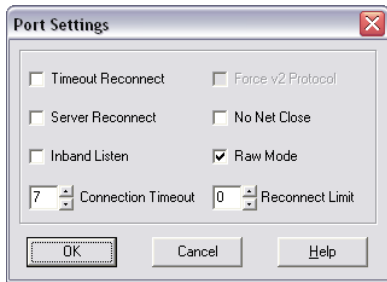 Port Settings
Timeout Reconnect
Force v2 Protocol
Server Reconnect
No Net Close
Inband Listen
Raw Mode
7 Connection Timeout
0 Reconnect Limit
OK
Cancel
Help